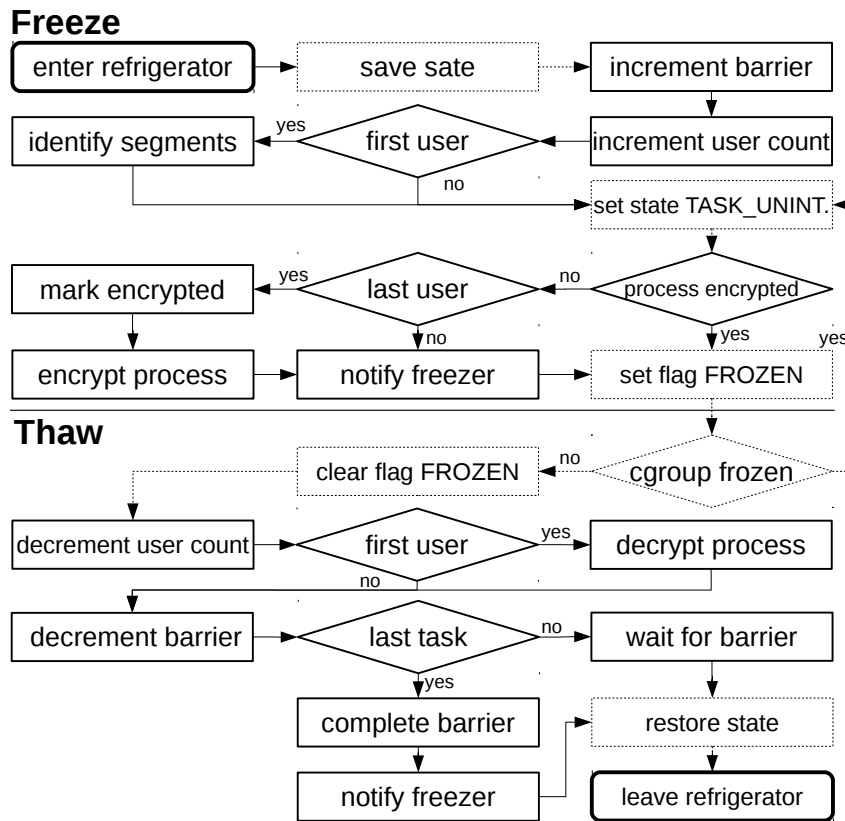 Freeze
enter refrigerator
save sate
increment barrier
identify segments
yes
first user
increment user count
no
set state TASK_UNINT.
mark encrypted
yes
last user
no
process encrypted
no
yes
yes
encrypt process
notify freezer
set flag FROZEN
Thaw
clear flag FROZEN
no
cgroup frozen
decrement user count
first user
yes
decrypt process
no
decrement barrier
last task
no
wait for barrier
yes
complete barrier
restore state
notify freezer
leave refrigerator